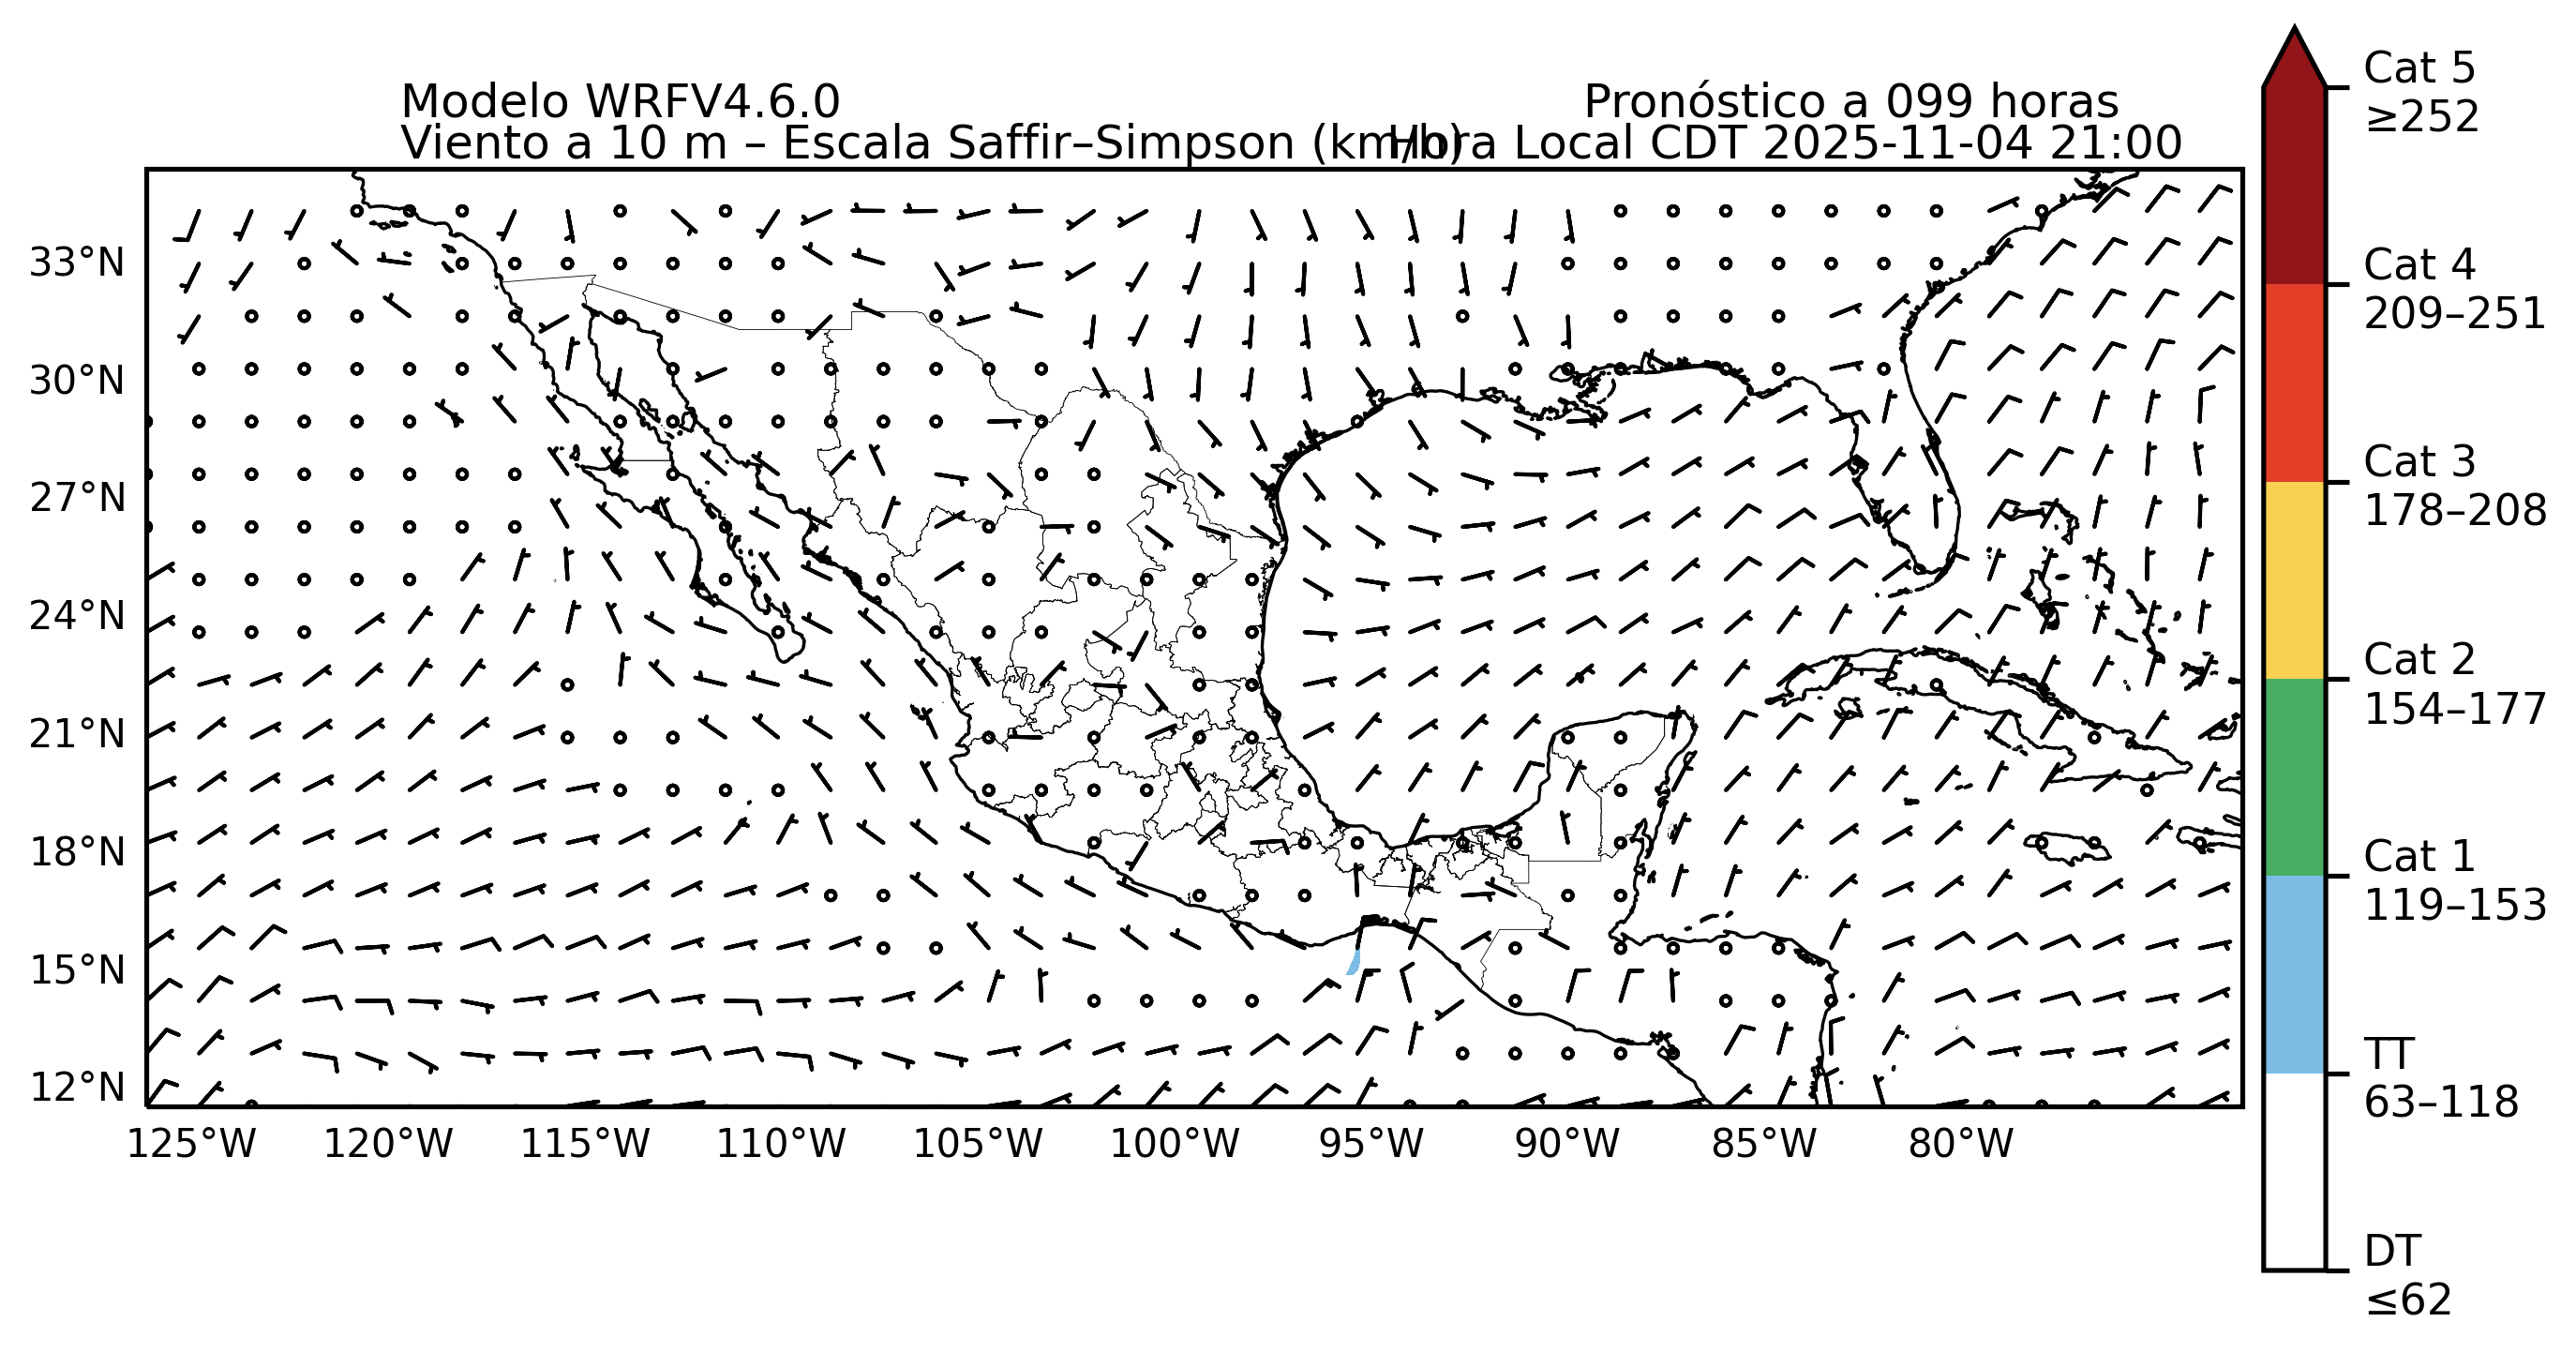 Modelo WRFV4.6.0
Pronóstico a 099 horas
Viento a 10 m – Escala Saffir–Simpson (km/h)
Hora Local CDT 2025-11-04 21:00
33°N
30°N
27°N
24°N
21°N
18°N
15°N
12°N
125°W
120°W
115°W
110°W
105°W
100°W
95°W
90°W
85°W
80°W
Cat 5
≥252
Cat 4
209–251
Cat 3
178–208
Cat 2
154–177
Cat 1
119–153
TT
63–118
DT
≤62